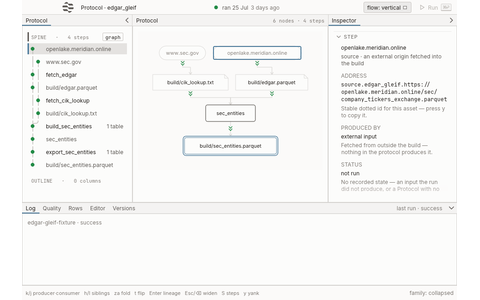 Protocol · edgar_gleif
ran 25 Jul 3 days ago
flow: vertical
Run
Protocol
SPINE · 4 steps
graph
openlake.meridian.online
www.sec.gov
fetch_edgar
build/edgar.parquet
fetch_cik_lookup
build/cik_lookup.txt
build_sec_entities 1 table
sec_entities
export_sec_entities 1 table
build/sec_entities.parquet
OUTLINE · 0 columns
Protocol
6 nodes · 4 steps
www.sec.gov
openlake.meridian.online
build/cik_lookup.txt
build/edgar.parquet
sec_entities
build/sec_entities.parquet
Inspector
STEP
openlake.meridian.online
source · an external origin fetched into
the build
ADDRESS
source.edgar_gleif.https://
openlake.meridian.online/sec/
company_tickers_exchange.parquet
Stable dotted id for this asset — press y
to copy it.
PRODUCED BY
external input
Fetched from outside the build —
nothing in the protocol produces it.
STATUS
not run
No recorded state — an input the run
did not produce, or a Protocol with no
Log Quality Rows Editor Versions
last run · success
edgar-gleif-fixture · success
k/j producer-consumer h/l siblings za fold t flip Enter lineage Esc/⌫ widen 5 steps y yank
family: collapsed